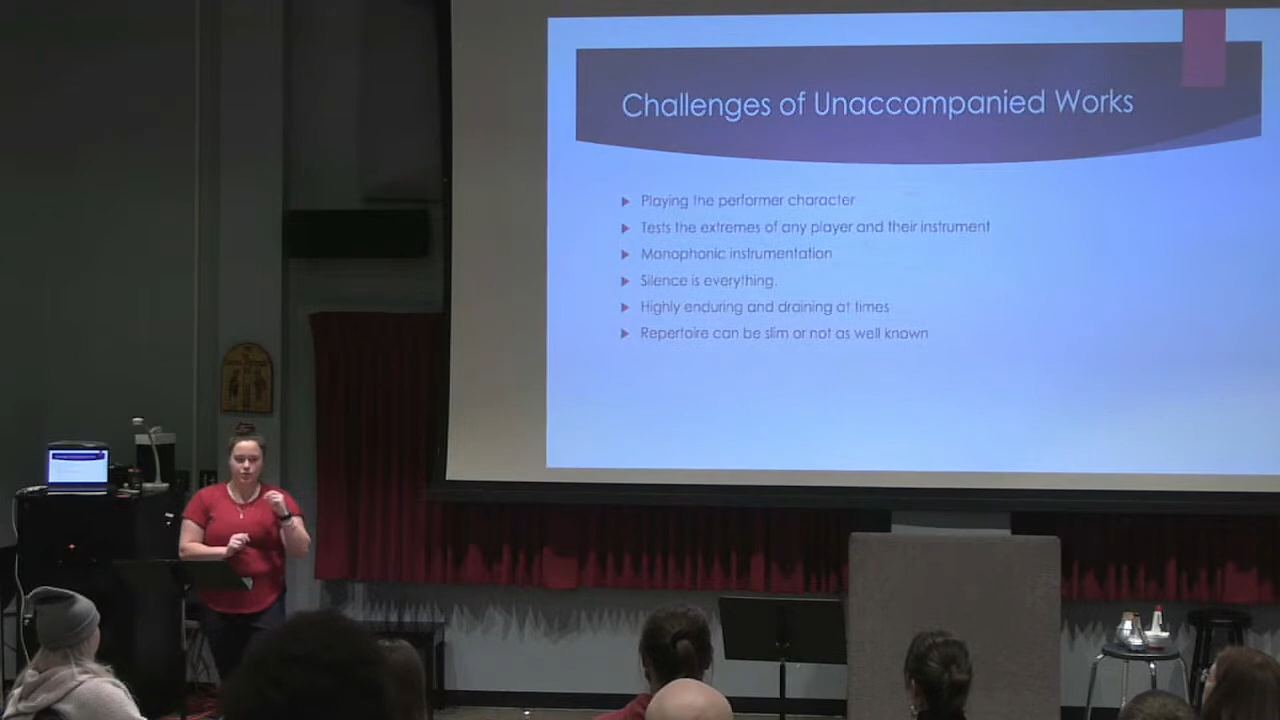 Challenges of Unaccompanied Works
Playing the performer character
Tests the extremes of any player and their instrument
Monophonic instrumentation
Silence is everything.
Highly enduring and draining at times
Repertoire can be slim or not as well known